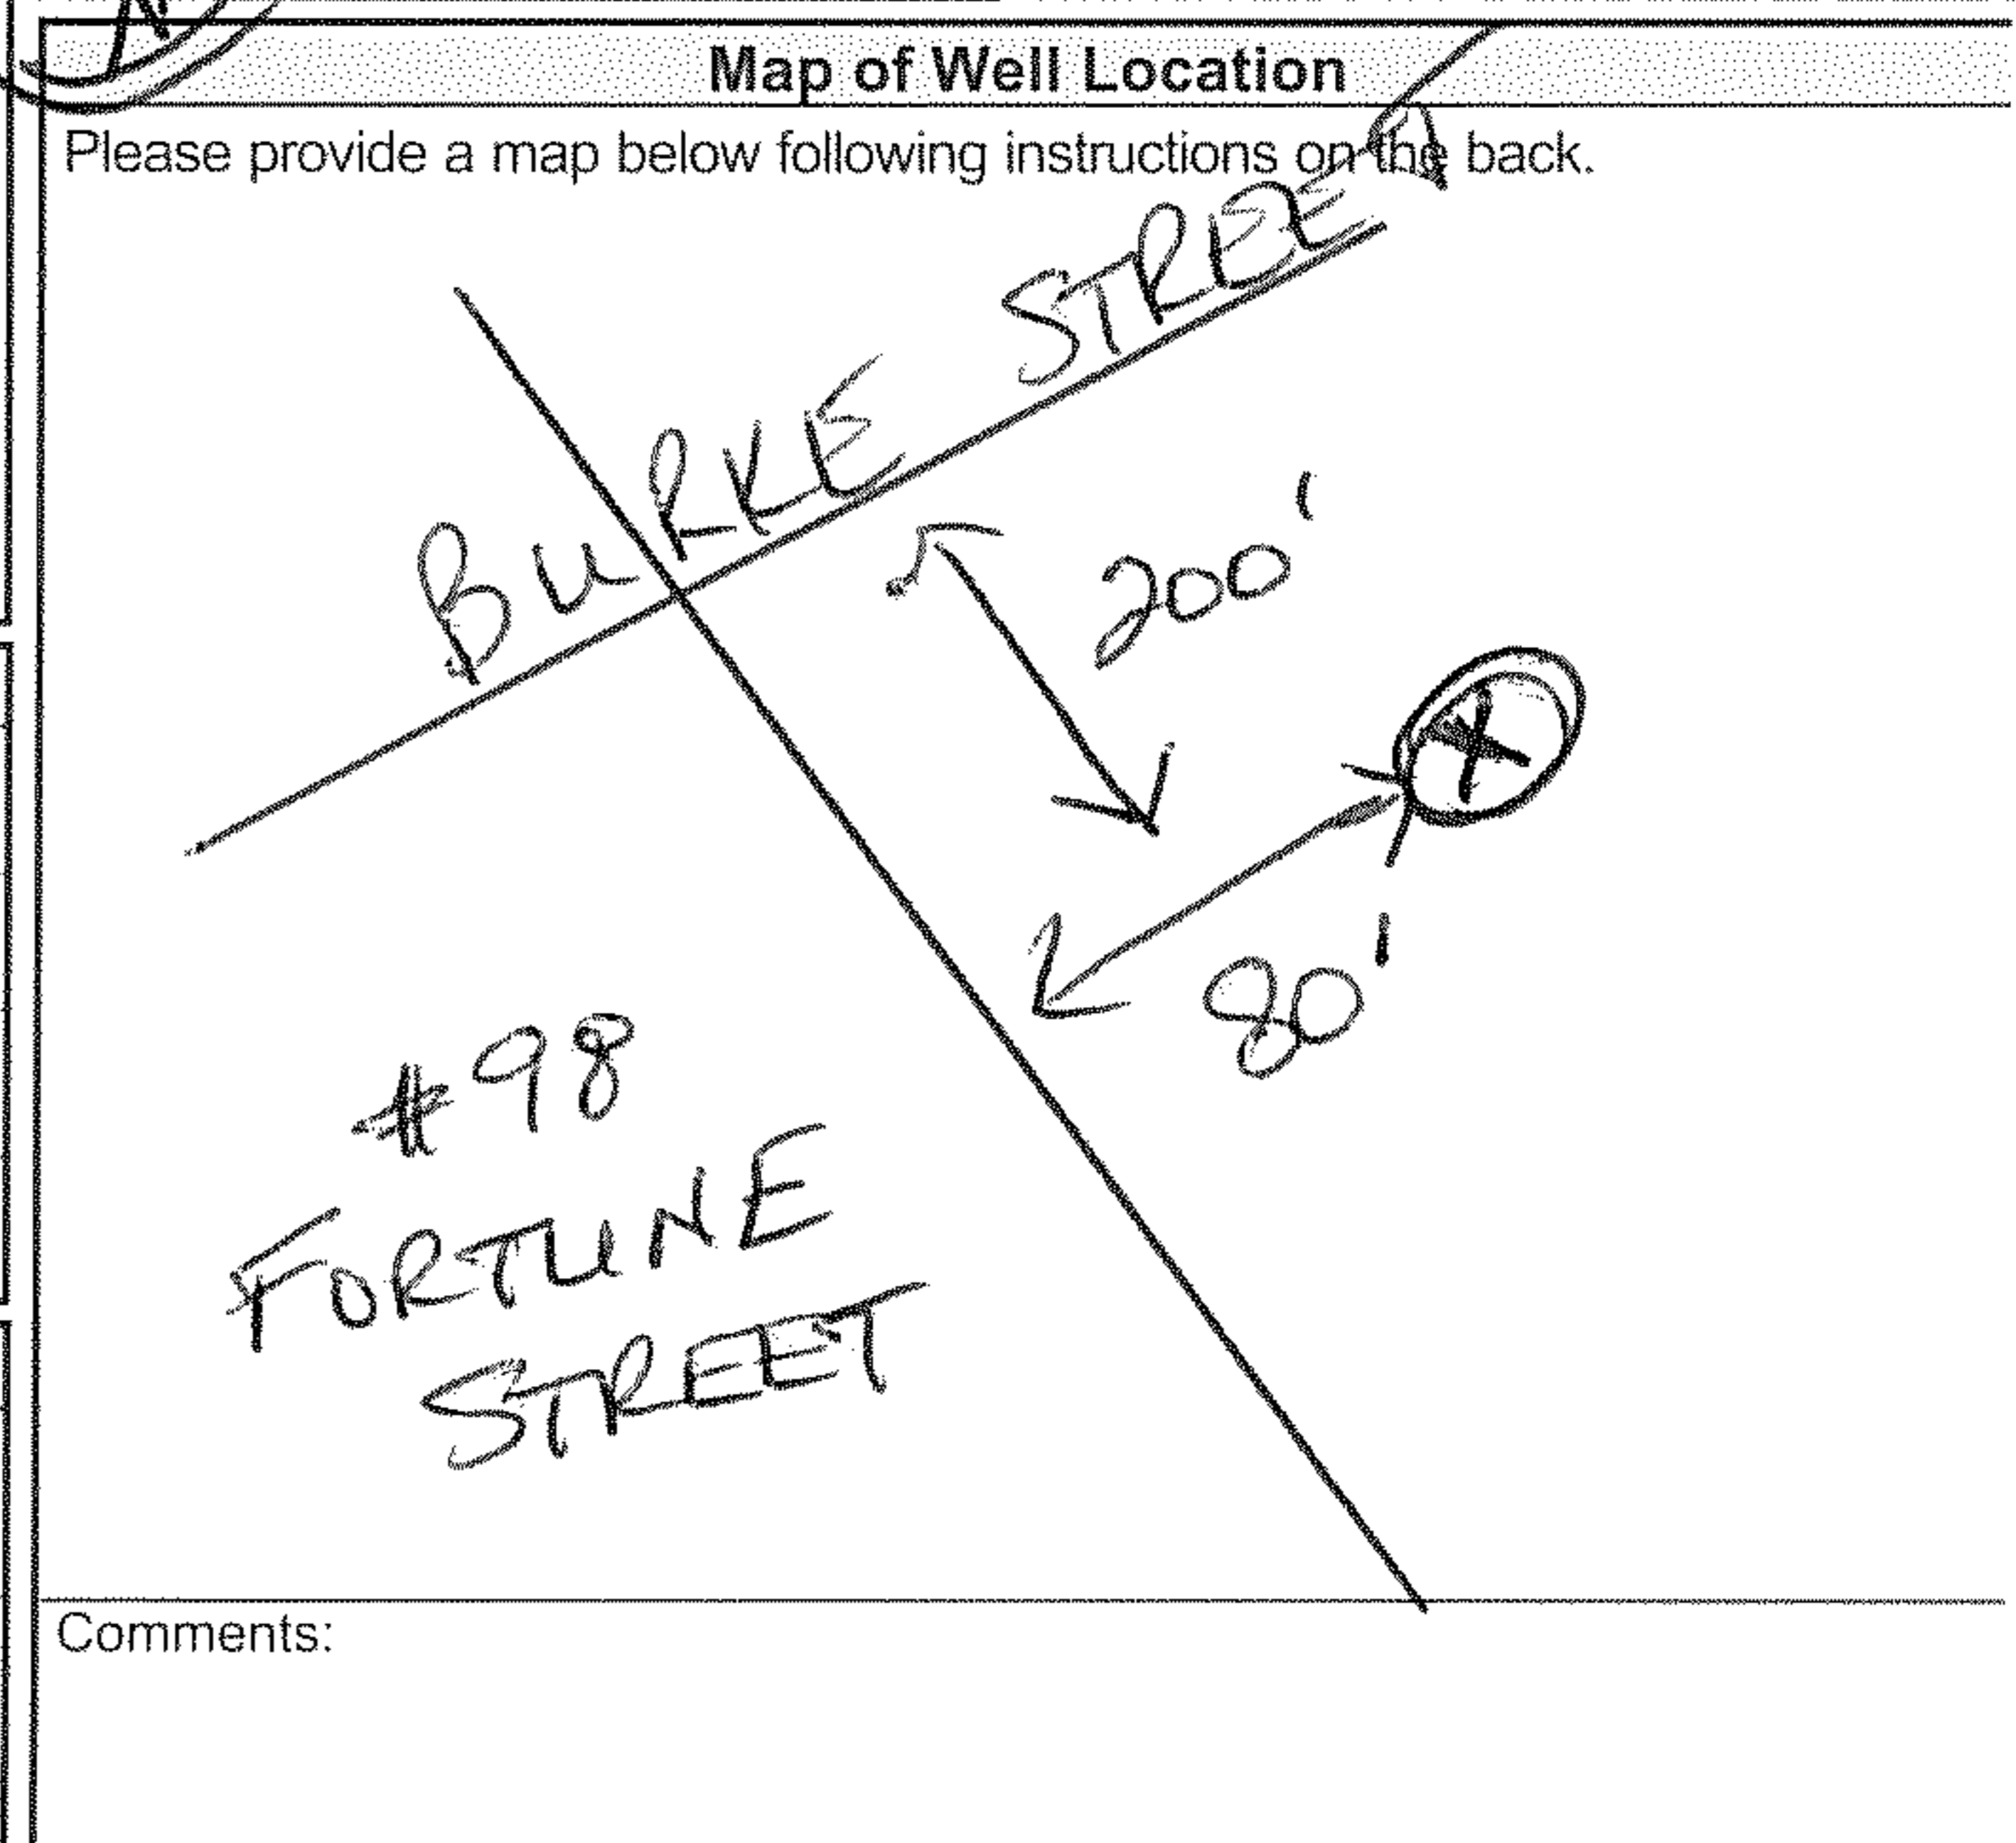 Map of Well Location
Please provide a map below following instructions on the back.
BURKE STREET
200'
80'
#98
FORTUNE
STREET
Comments: